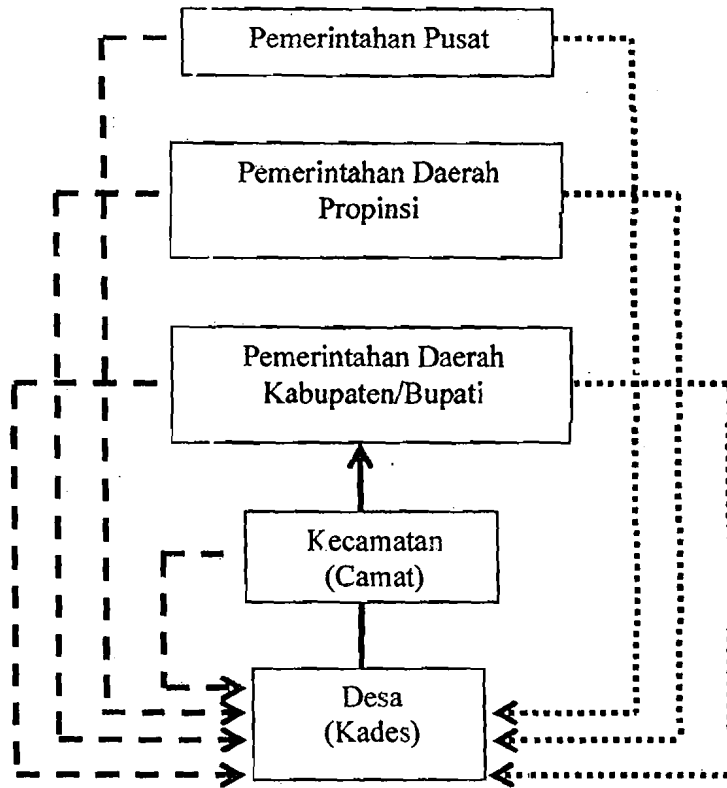 Pemerintahan Pusat
Pemerintahan Daerah
Propinsi
Pemerintahan Daerah
Kabupaten/Bupati
Kecamatan
(Camat)
Desa
(Kades)